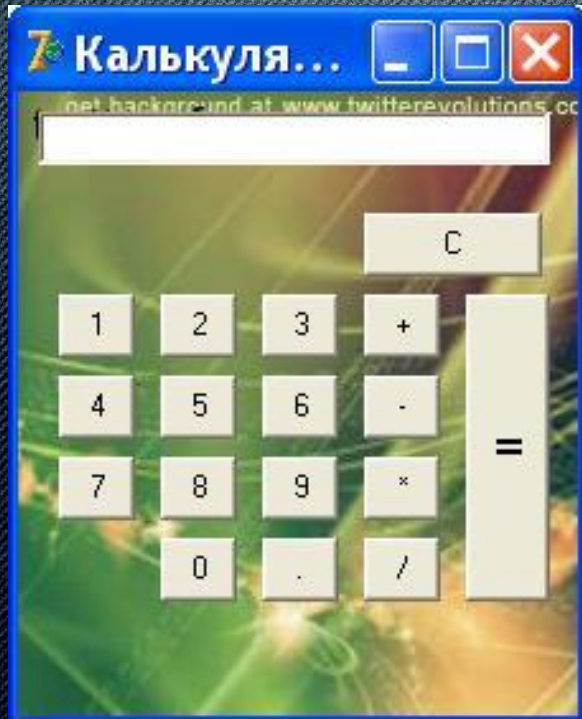 Калькуля...
get background at www.twitterevolutions.co
C
1 2 3 +
4 5 6 -
=
7 8 9 *
0 . /